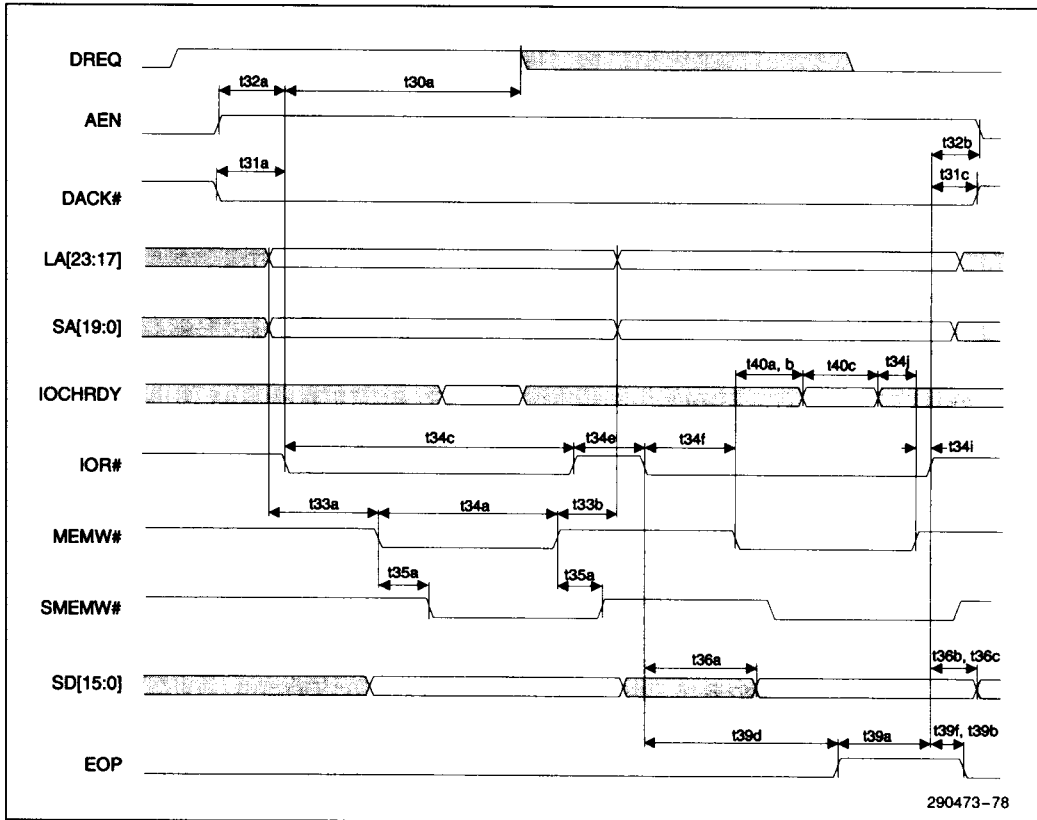 DREQ
t32a
t30a
AEN
t32b
t31a
t31c
DACK#
LA[23:17]
SA[19:0]
t40a, b
t40c
t34j
IOCHRDY
t34c
t34e
t34f
t34i
IOR#
t33a
t34a
t33b
MEMW#
t35a
t35a
SMEMW#
t36a
t36b, t36c
SD[15:0]
t39d
t39a
t39f, t39b
EOP
290473-78